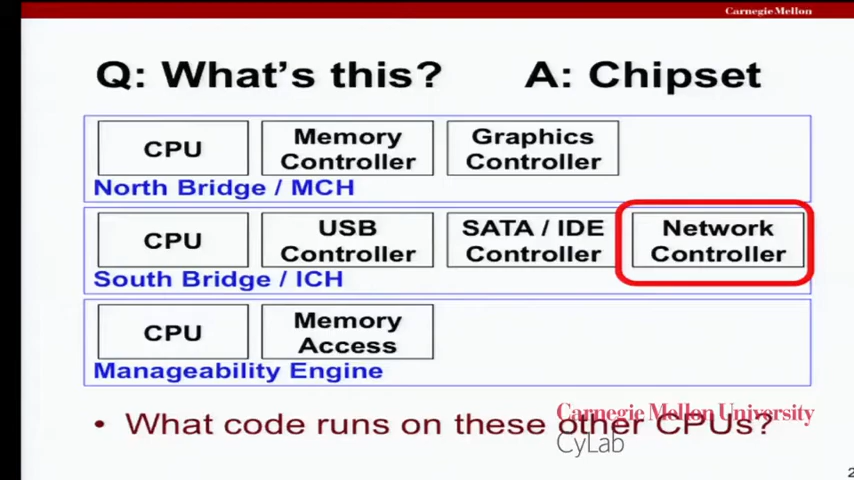 Carnegie Mellon
Q: What's this? A: Chipset
CPU
Memory
Controller
Graphics
Controller
North Bridge / MCH
CPU
USB
Controller
SATA / IDE
Controller
Network
Controller
South Bridge / ICH
CPU
Memory
Access
Manageability Engine
• What code runs on these other CPUs?
Carnegie Mellon University
CyLab
2